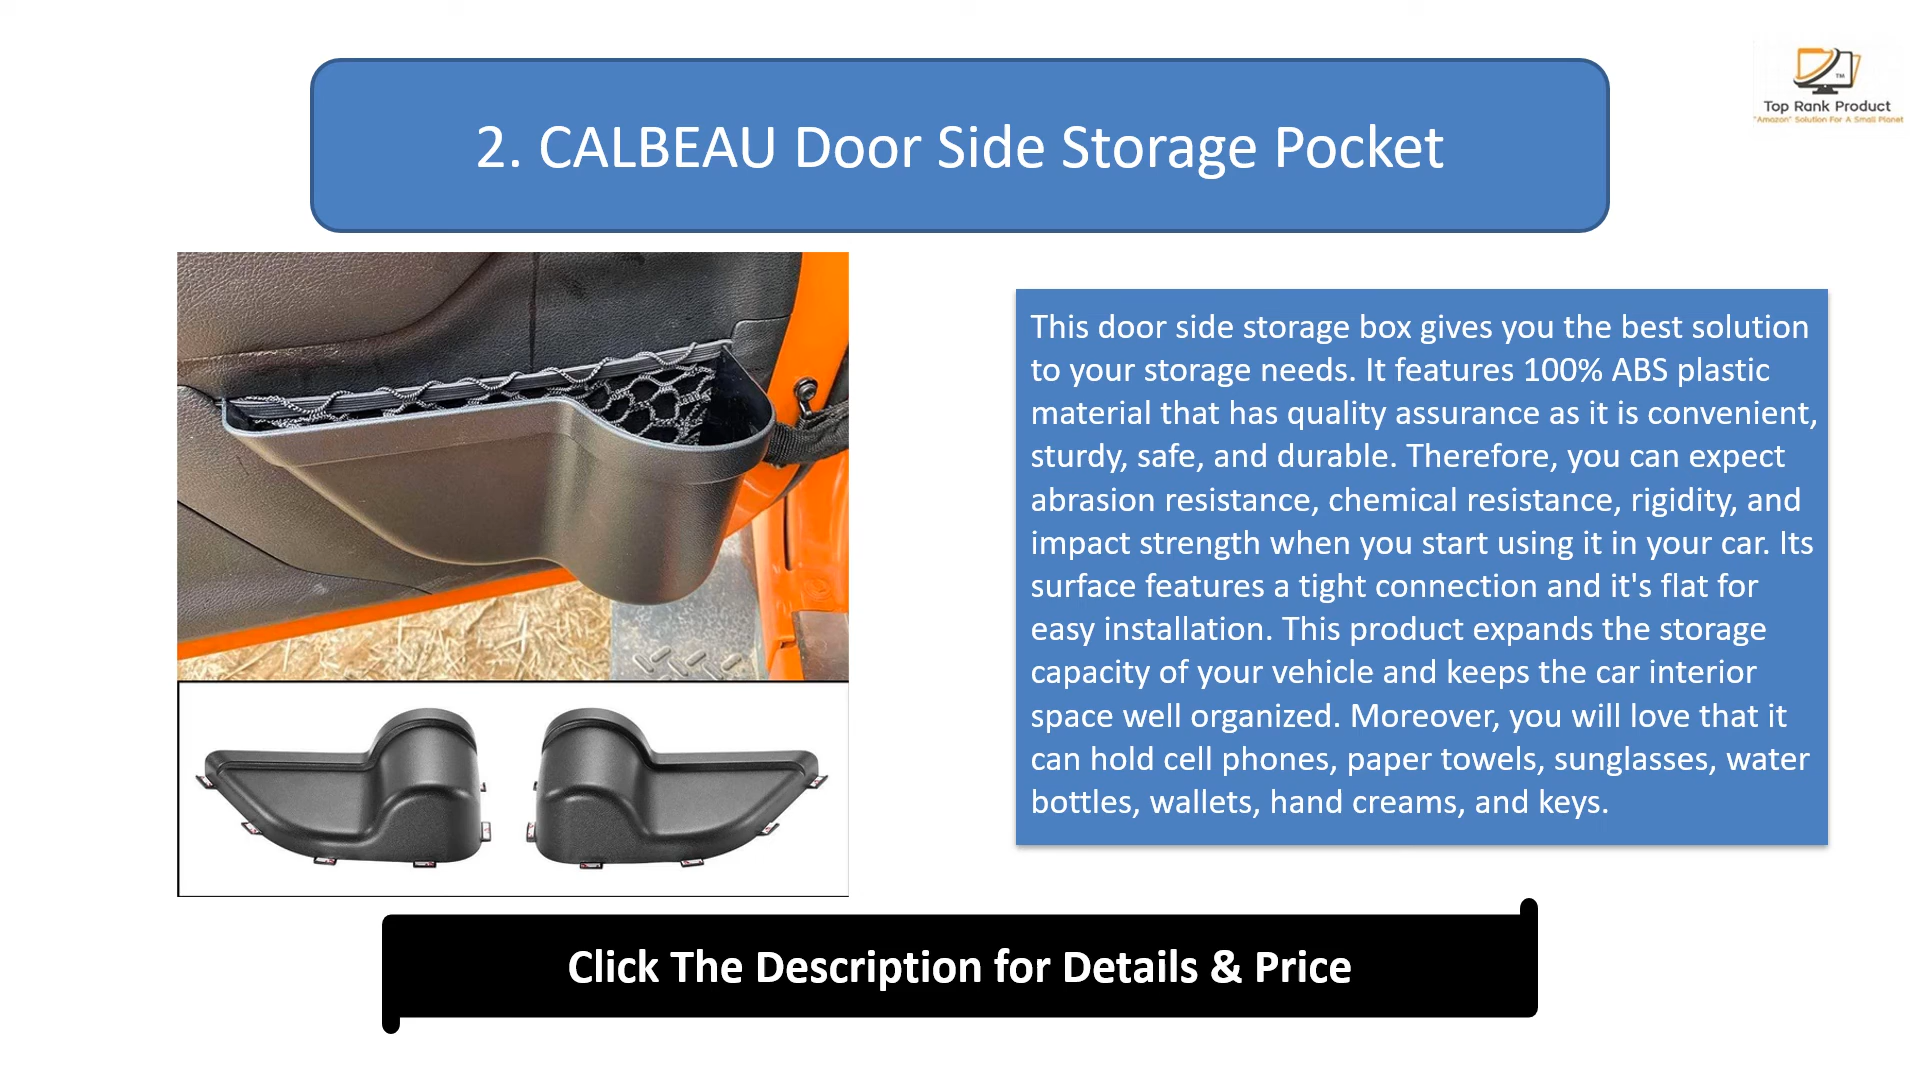 2. CALBEAU Door Side Storage Pocket
TM
Top Rank Product
"Amazon" Solution For A Small Planet
This door side storage box gives you the best solution
to your storage needs. It features 100% ABS plastic
material that has quality assurance as it is convenient,
sturdy, safe, and durable. Therefore, you can expect
abrasion resistance, chemical resistance, rigidity, and
impact strength when you start using it in your car. Its
surface features a tight connection and it's flat for
easy installation. This product expands the storage
capacity of your vehicle and keeps the car interior
space well organized. Moreover, you will love that it
can hold cell phones, paper towels, sunglasses, water
bottles, wallets, hand creams, and keys.
Click The Description for Details & Price